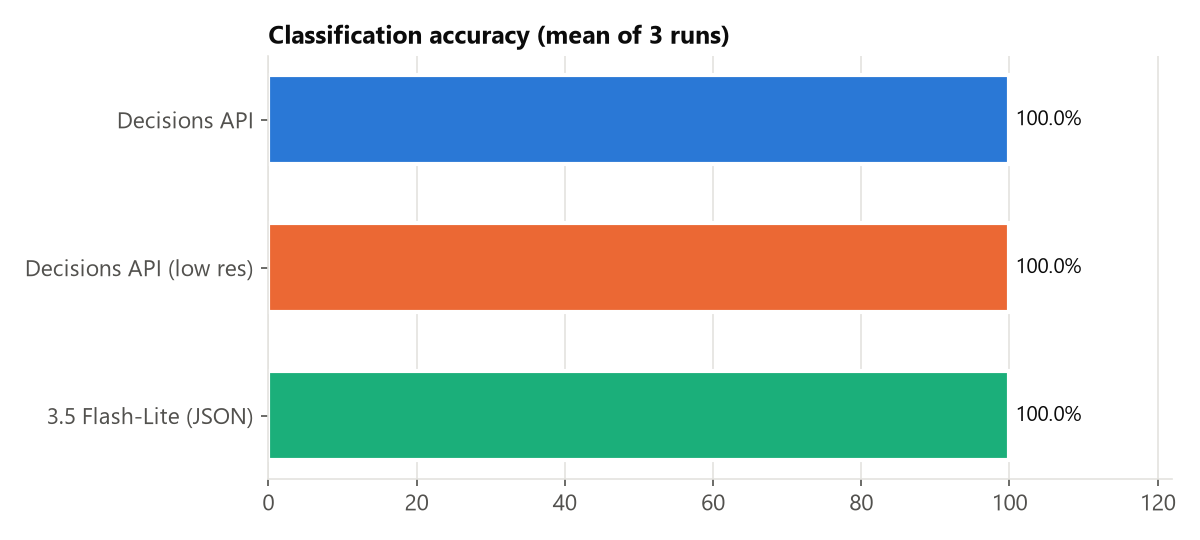 Classification accuracy (mean of 3 runs)
Decisions API
100.0%
Decisions API (low res)
100.0%
3.5 Flash-Lite (JSON)
100.0%
0 20 40 60 80 100 120